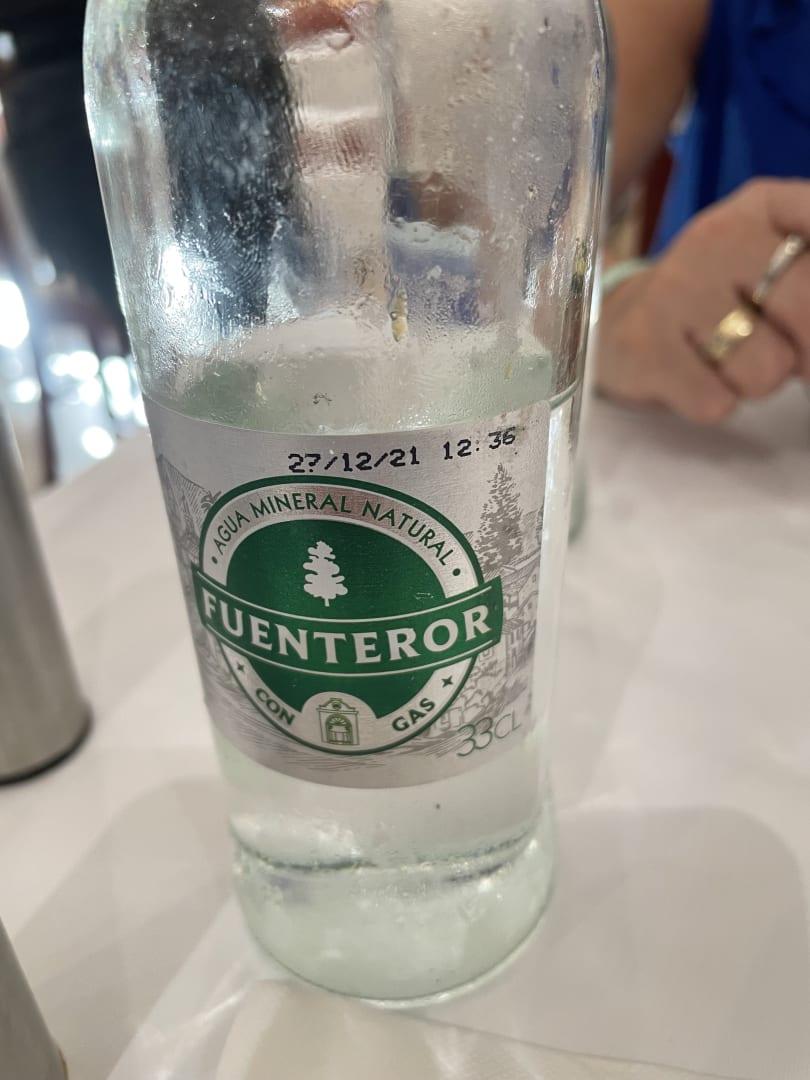 27/12/21 12:36
• AGUA MINERAL NATURAL •
FUENTEROR
CON GAS
33CL